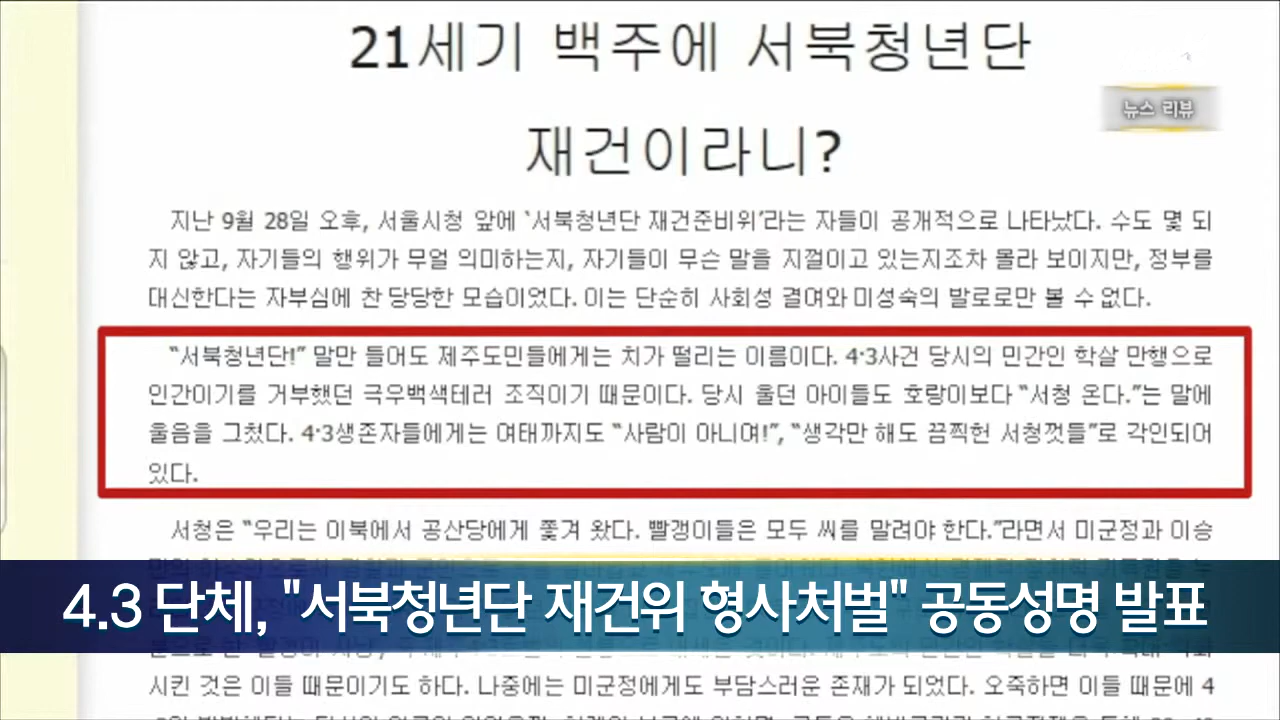 21세기 백주에 서북청년단
뉴스 리뷰
재건이라니?
지난 9월 28일 오후, 서울시청 앞에 '서북청년단 재건준비위'라는 자들이 공개적으로 나타났다. 수도 몇 되
지 않고, 자기들의 행위가 무얼 의미하는지, 자기들이 무슨 말을 지껄이고 있는지조차 몰라 보이지만, 정부를
대신한다는 자부심에 찬 당당한 모습이었다. 이는 단순히 사회성 결여와 미성숙의 발로로만 볼 수 없다.
"서북청년단!" 말만 들어도 제주도민들에게는 치가 떨리는 이름이다. 4·3사건 당시의 민간인 학살 만행으로
인간이기를 거부했던 극우백색테러 조직이기 때문이다. 당시 울던 아이들도 호랑이보다 "서청 온다."는 말에
울음을 그쳤다. 4·3생존자들에게는 여태까지도 "사람이 아니여!", "생각만 해도 끔찍헌 서청껏들"로 각인되어
있다.
서청은 "우리는 이북에서 공산당에게 쫓겨 왔다. 빨갱이들은 모두 씨를 말려야 한다."라면서 미군정과 이승
4.3 단체, "서북청년단 재건위 형사처벌" 공동성명 발표
시킨 것은 이들 때문이기도 하다. 나중에는 미군정에게도 부담스러운 존재가 되었다. 오죽하면 이들 때문에 4